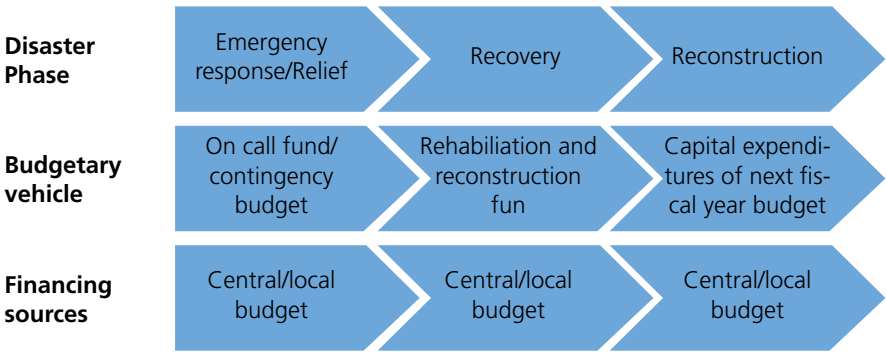 Disaster
Phase
Emergency
response/Relief
Recovery
Reconstruction
Budgetary
vehicle
On call fund/
contingency
budget
Rehabiliation and
reconstruction
fun
Capital expendi-
tures of next fis-
cal year budget
Financing
sources
Central/local
budget
Central/local
budget
Central/local
budget